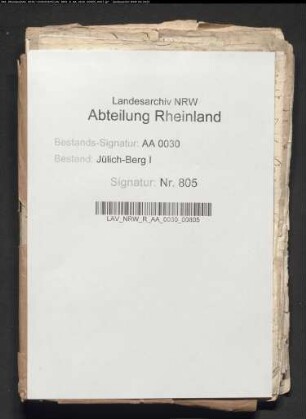 Landesarchiv NRW
Abteilung Rheinland
Bestands-Signatur: AA 0030
Bestand: Jülich-Berg I
Signatur: Nr. 805
LAV_NRW_R_AA_0030_00805